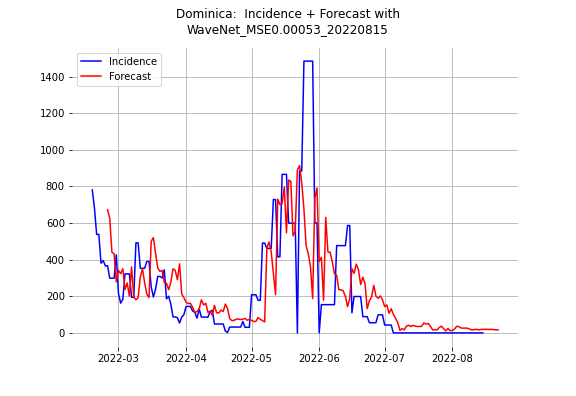 Dominica: Incidence + Forecast with
WaveNet_MSE0.00053_20220815
Incidence
Forecast
1400
1200
1000
800
600
400
200
0
2022-03 2022-04 2022-05 2022-06 2022-07 2022-08